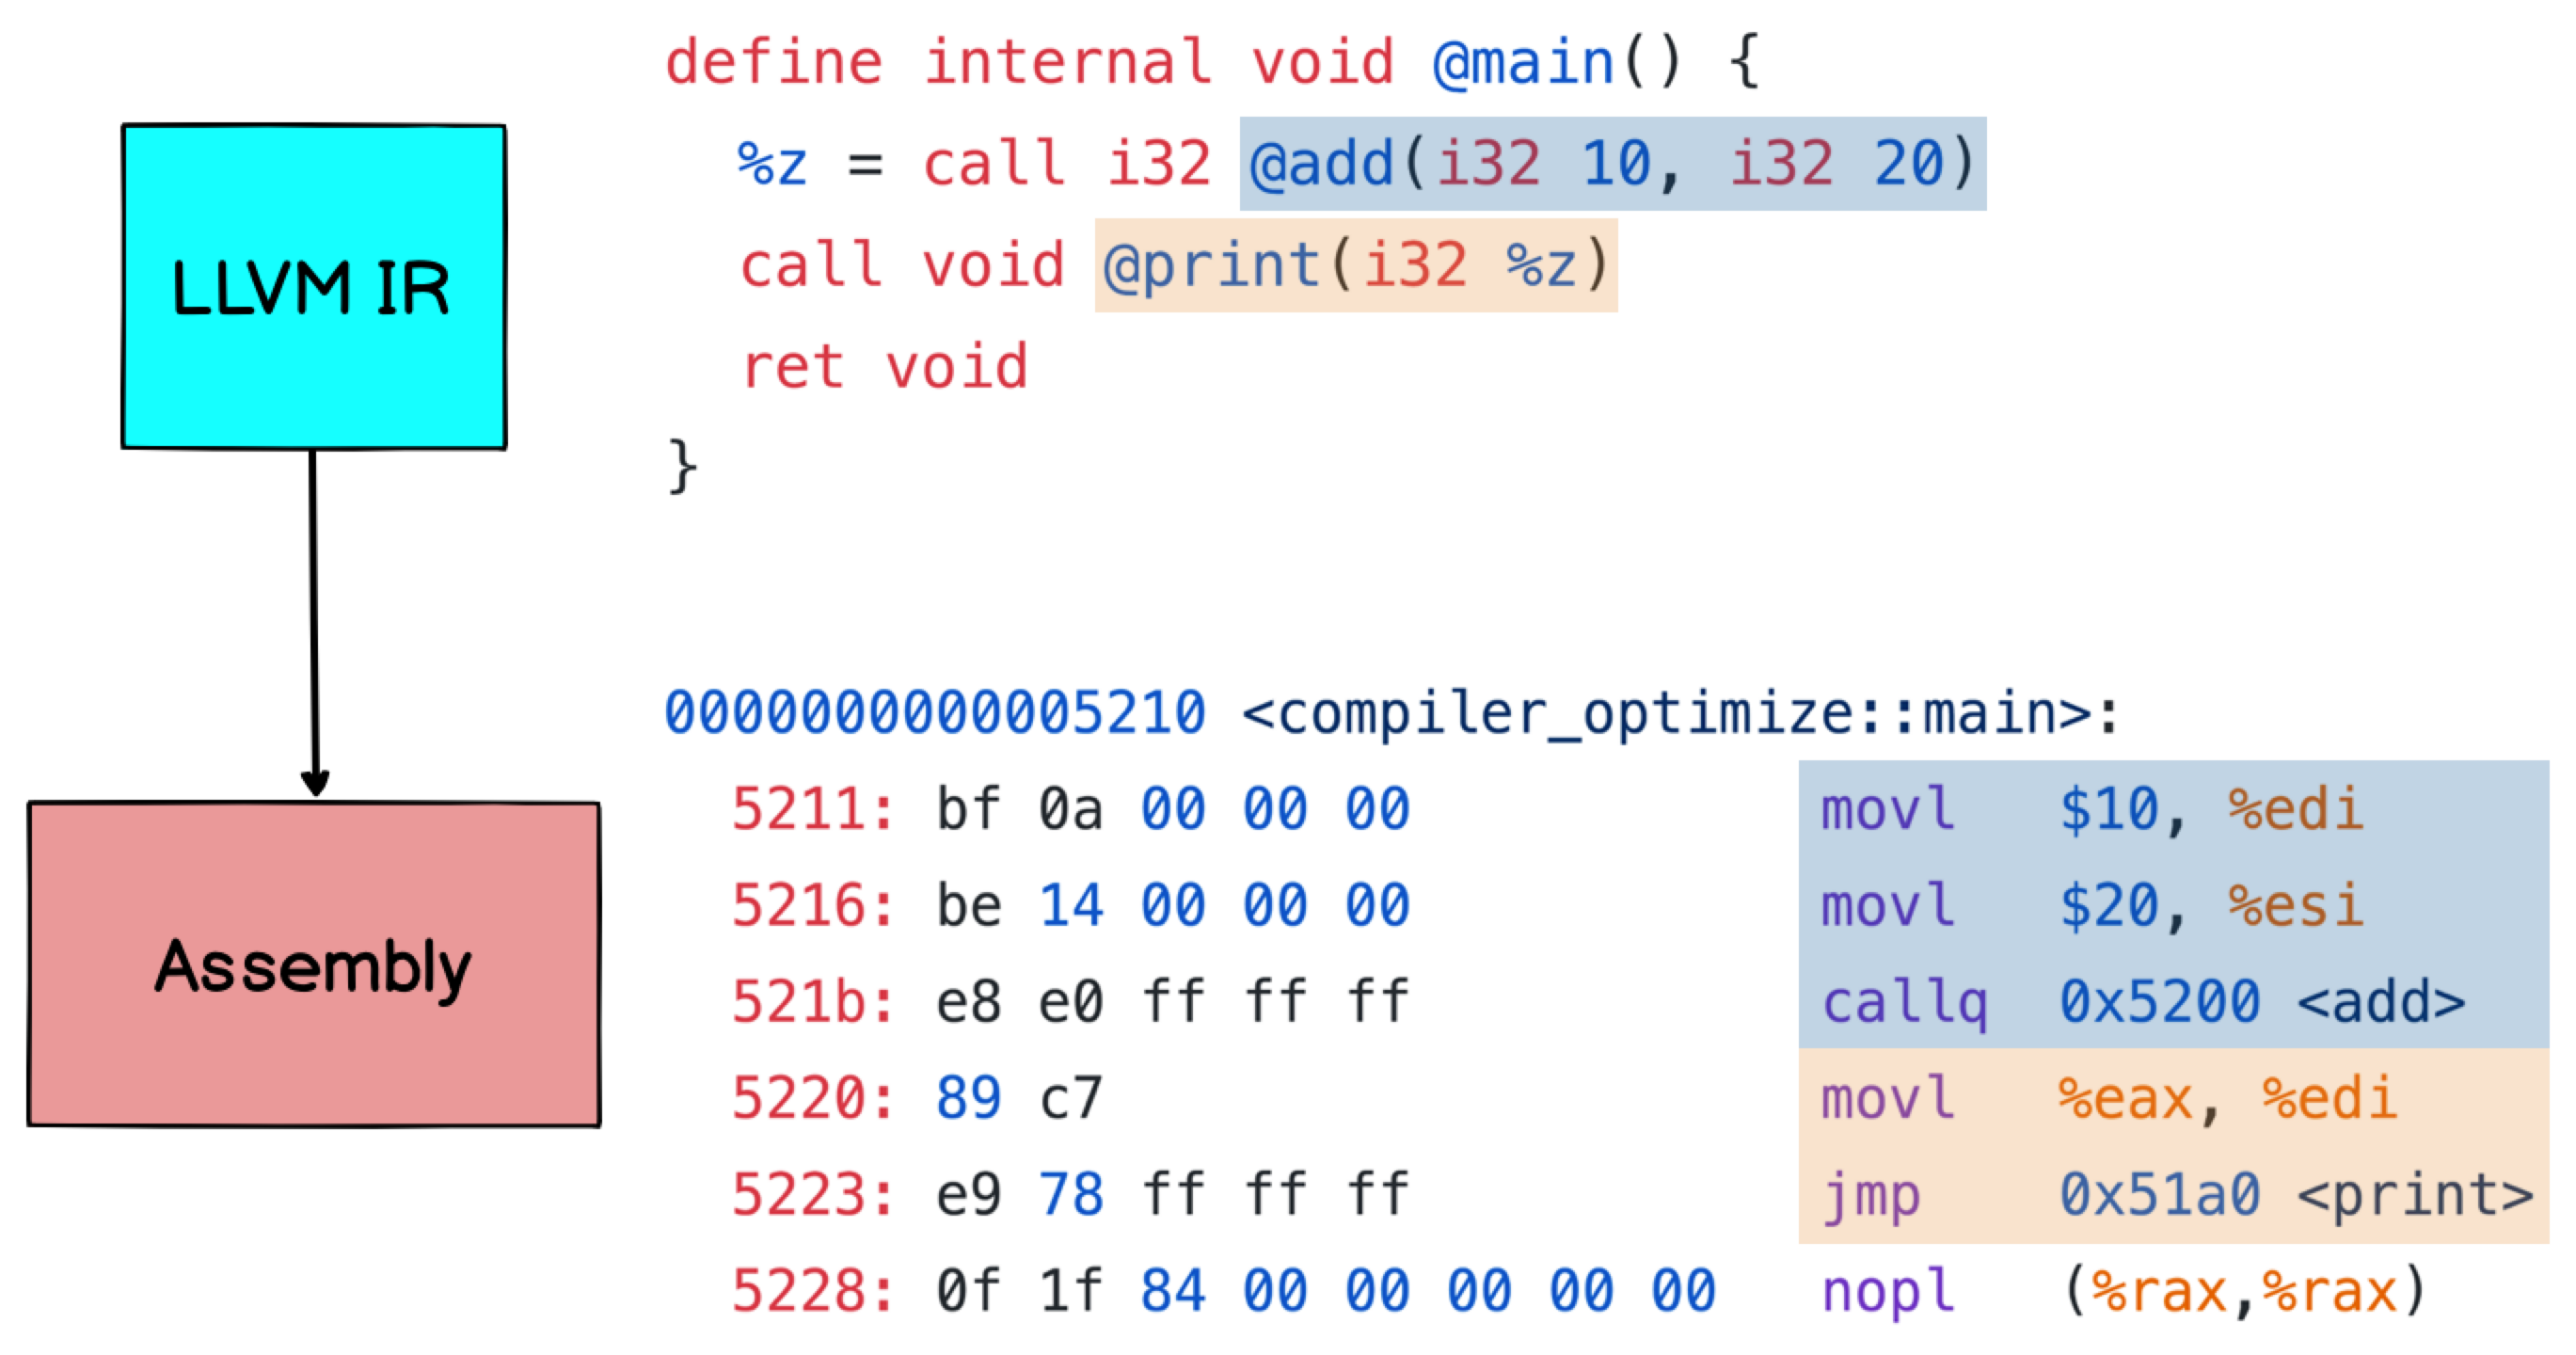 define internal void @main() {
%z = call i32 @add(i32 10, i32 20)
call void @print(i32 %z)
ret void
}
LLVM IR
0000000000005210 <compiler_optimize::main>:
5211: bf 0a 00 00 00 movl $10, %edi
5216: be 14 00 00 00 movl $20, %esi
521b: e8 e0 ff ff ff callq 0x5200 <add>
5220: 89 c7 movl %eax, %edi
5223: e9 78 ff ff ff jmp 0x51a0 <print>
5228: 0f 1f 84 00 00 00 00 00 nopl (%rax,%rax)
Assembly